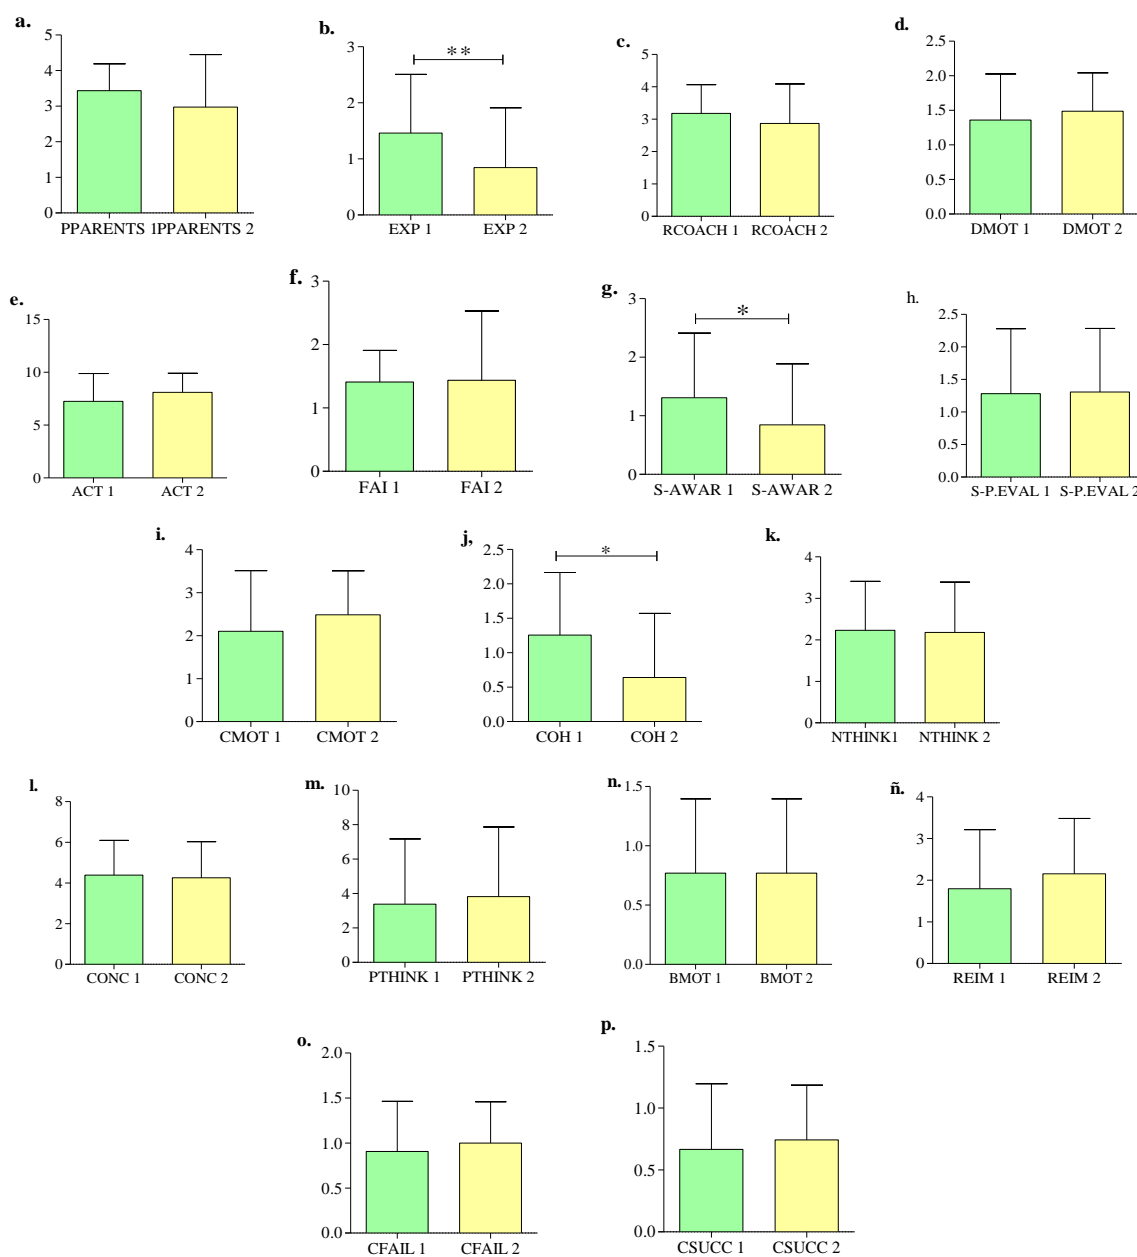 a.
5
4
3
2
1
0
PPARENTS 1PPARENTS 2
b.
**
3
2
1
0
EXP 1 EXP 2
c.
5
4
3
2
1
0
RCOACH 1 RCOACH 2
d.
2.5
2.0
1.5
1.0
0.5
0.0
DMOT 1 DMOT 2
e.
15
10
5
0
ACT 1 ACT 2
f.
3
2
1
0
FAI 1 FAI 2
g.
*
3
2
1
0
S-AWAR 1 S-AWAR 2
h.
2.5
2.0
1.5
1.0
0.5
0.0
S-P.EVAL 1 S-P.EVAL 2
i.
4
3
2
1
0
CMOT 1 CMOT 2
j,
*
2.5
2.0
1.5
1.0
0.5
0.0
COH 1 COH 2
k.
4
3
2
1
0
NTHINK1 NTHINK 2
l.
8
6
4
2
0
CONC 1 CONC 2
m.
10
8
6
4
2
0
PTHINK 1 PTHINK 2
n.
1.5
1.0
0.5
0.0
BMOT 1 BMOT 2
ñ.
4
3
2
1
0
REIM 1 REIM 2
o.
2.0
1.5
1.0
0.5
0.0
CFAIL 1 CFAIL 2
p.
1.5
1.0
0.5
0.0
CSUCC 1 CSUCC 2